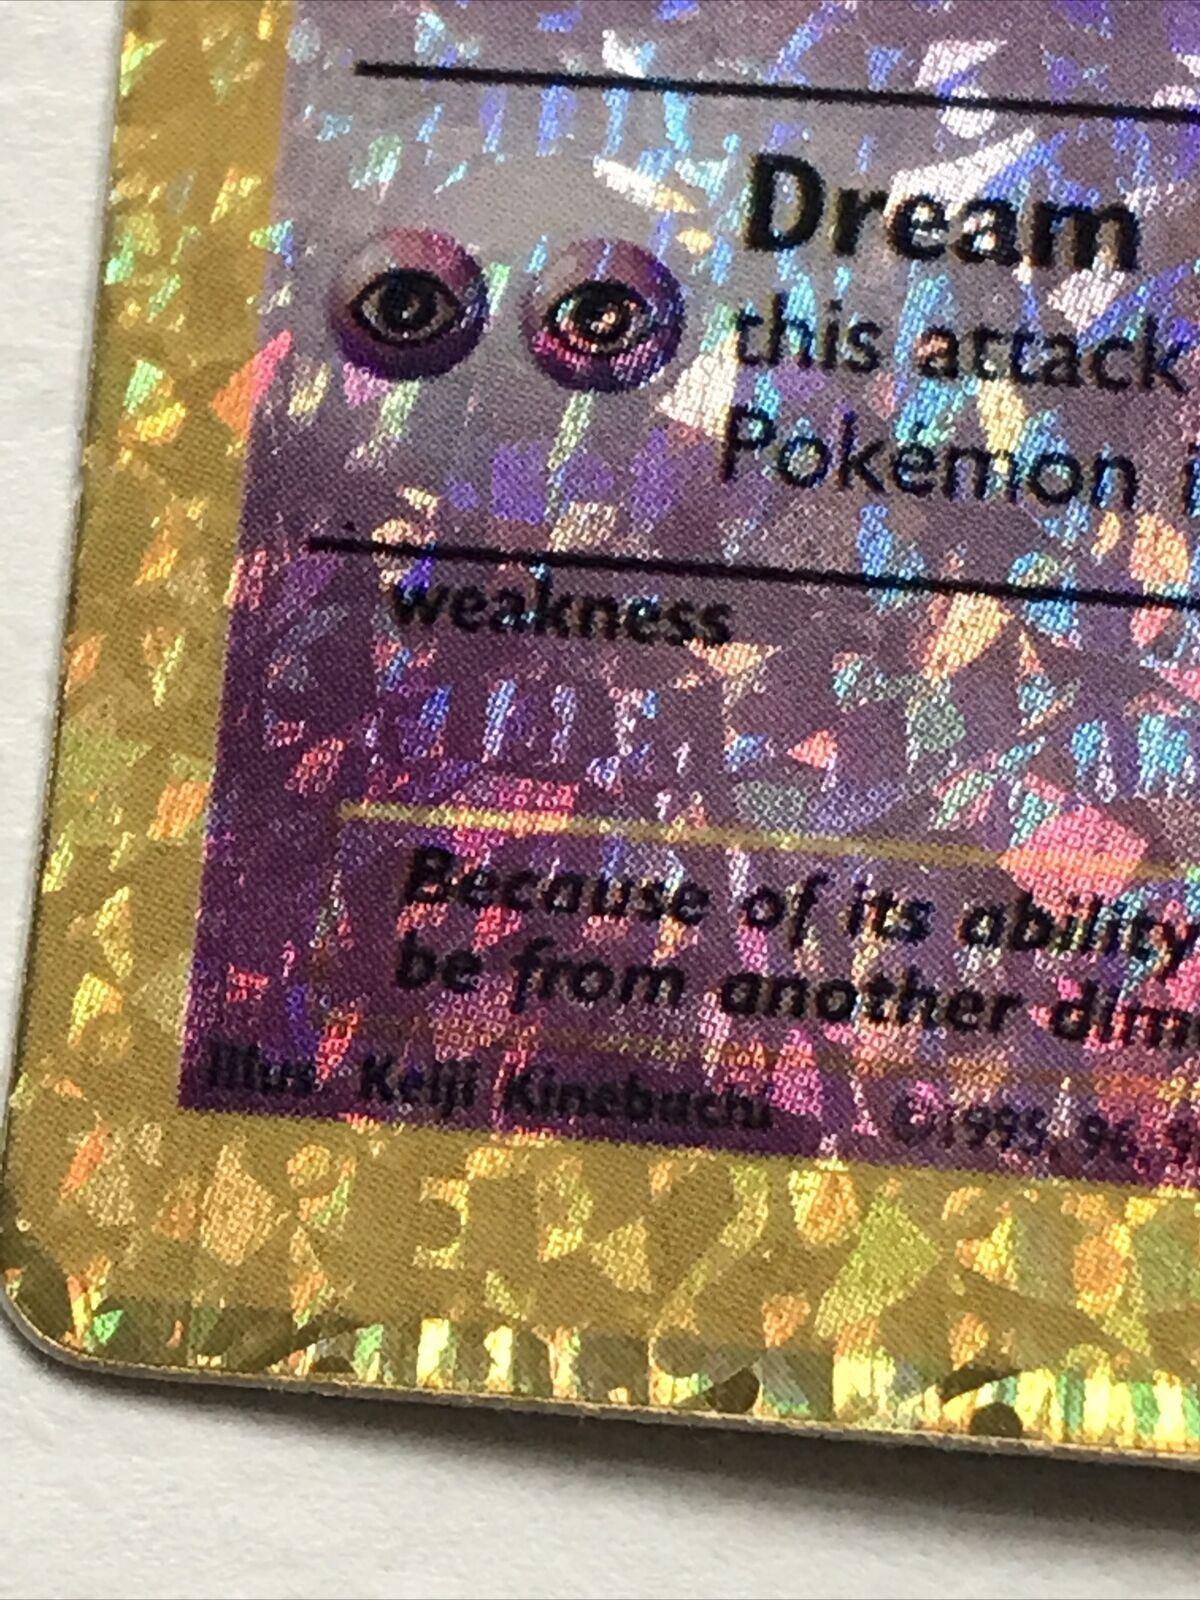 Dream
this attack
Pokémon i
weakness
Because of its ability
be from another dim
Illus. Keiji Kinebuchi ©1995, 96, 9